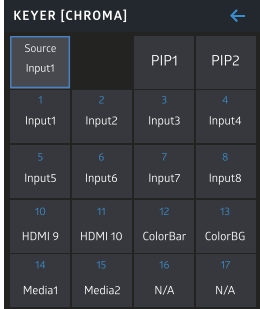 KEYER [CHROMA]
Source
Input1
PIP1 PIP2
1 2 3 4
Input1 Input2 Input3 Input4
5 6 7 8
Input5 Input6 Input7 Input8
10 11 12 13
HDMI 9 HDMI 10 ColorBar ColorBG
14 15 16 17
Media1 Media2 N/A N/A